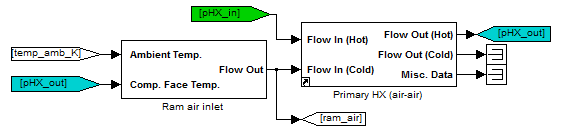 [pHX_in]
[pHX_out]
Flow In (Hot)
Flow Out (Hot)
[temp_amb_K]
Ambient Temp.
Flow Out (Cold)
Flow Out
Flow In (Cold)
Misc. Data
[pHX_out]
Comp. Face Temp.
Primary HX (air-air)
Ram air inlet
[ram_air]